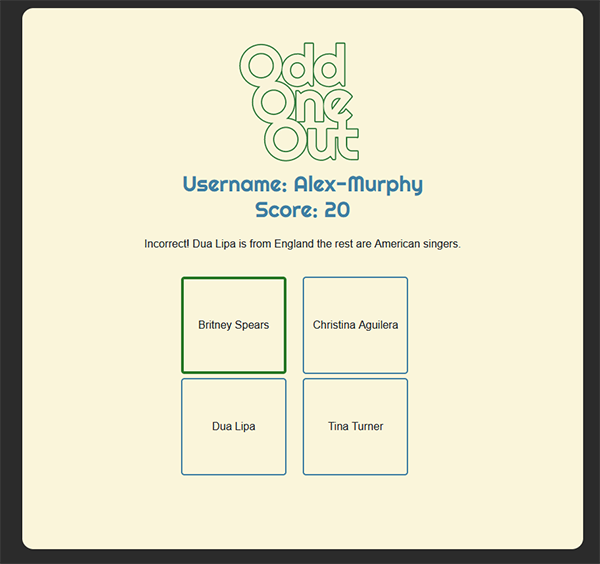 Odd
One
Out
Username: Alex-Murphy
Score: 20
Incorrect! Dua Lipa is from England the rest are American singers.
Britney Spears
Christina Aguilera
Dua Lipa
Tina Turner